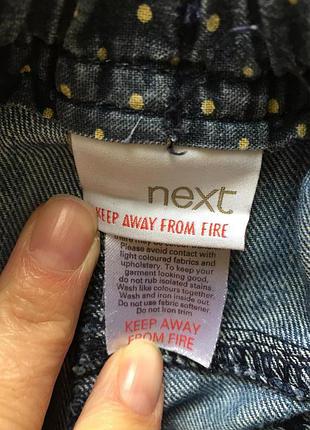 next
KEEP AWAY FROM FIRE
Please avoid contact with
light coloured fabrics and
upholstery. To keep your
garment looking good,
do not rub isolated stains.
Wash like colours together.
Wash and iron inside out.
Do not use fabric softener
Do not iron trim
KEEP AWAY
FROM FIRE